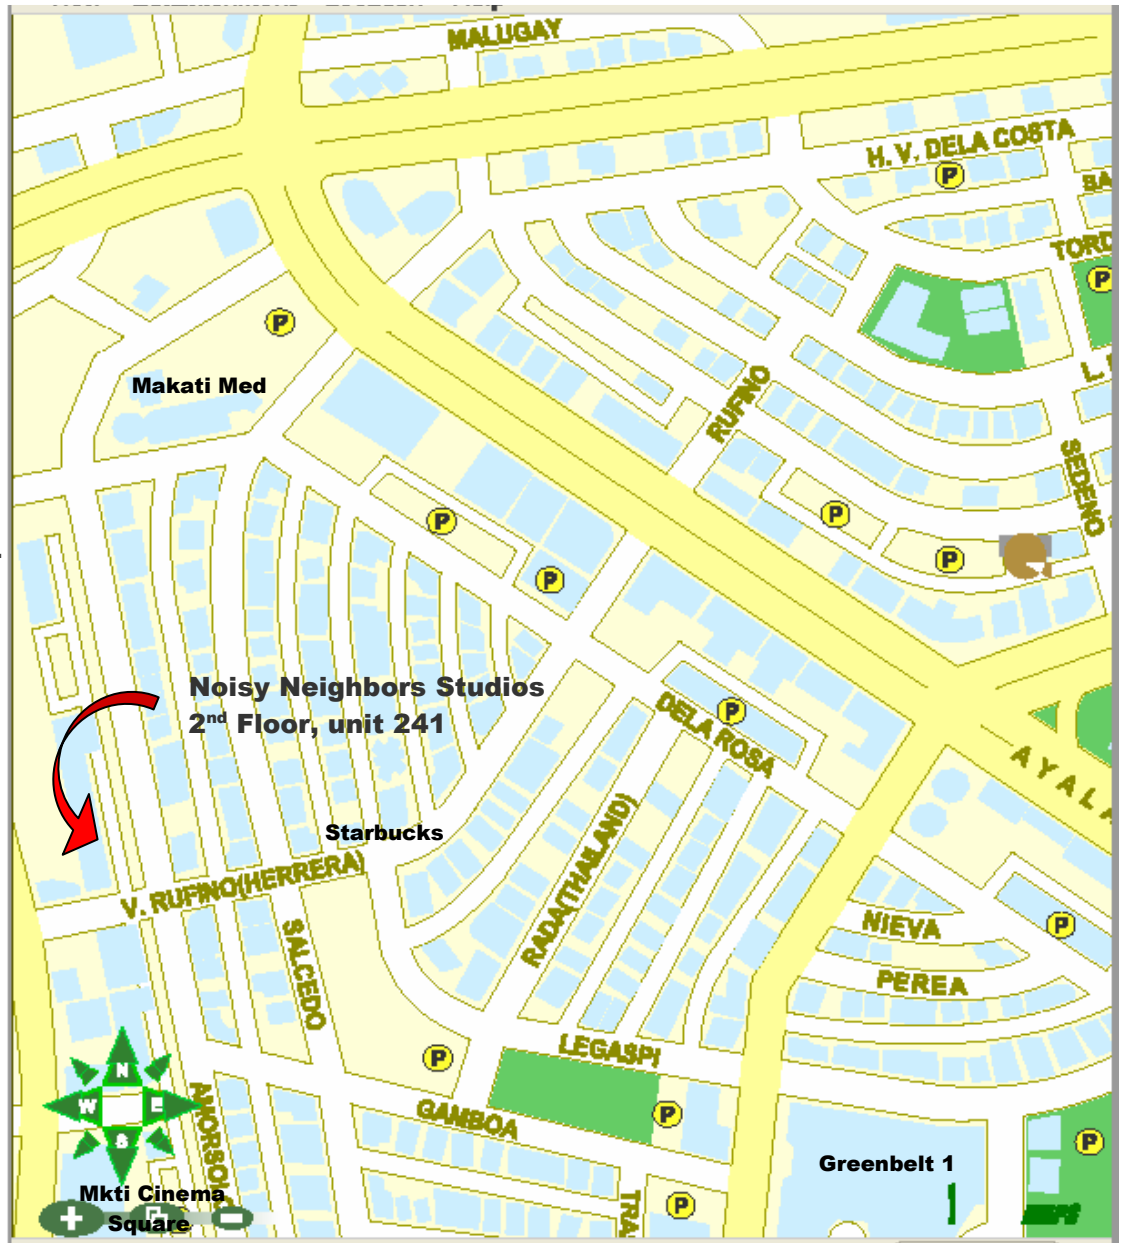 MALUGAY
H. V. DELA COSTA
P
P
P
Makati Med
RUFINO
SEDENO
P
P
P
P
Noisy Neighbors Studios
2nd Floor, unit 241
DELA ROSA
P
AYALA
Starbucks
RADA(THAILAND)
V. RUFINO(HERRERA)
NIEVA
P
SALCEDO
PEREA
LEGASPI
P
N
W
E
S
AMORSOLO
GAMBOA
P
P
Greenbelt 1
Mkti Cinema
Square
P